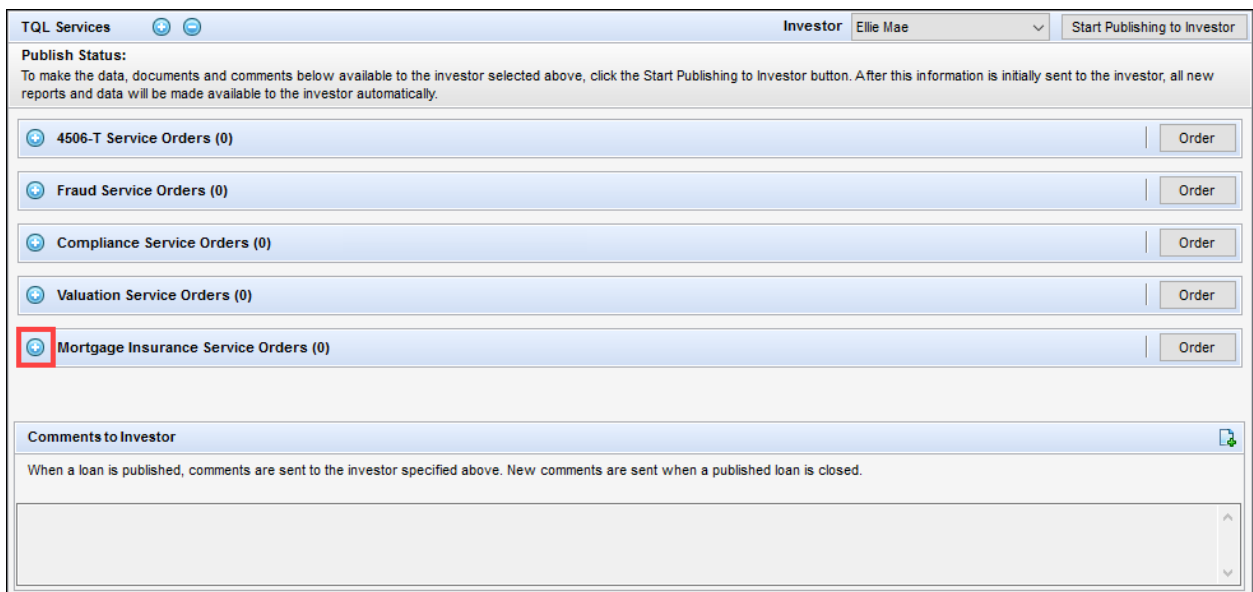 TQL Services Investor Ellie Mae Start Publishing to Investor
Publish Status:
To make the data, documents and comments below available to the investor selected above, click the Start Publishing to Investor button. After this information is initially sent to the investor, all new
reports and data will be made available to the investor automatically.
4506-T Service Orders (0) Order
Fraud Service Orders (0) Order
Compliance Service Orders (0) Order
Valuation Service Orders (0) Order
Mortgage Insurance Service Orders (0) Order
Comments to Investor
When a loan is published, comments are sent to the investor specified above. New comments are sent when a published loan is closed.